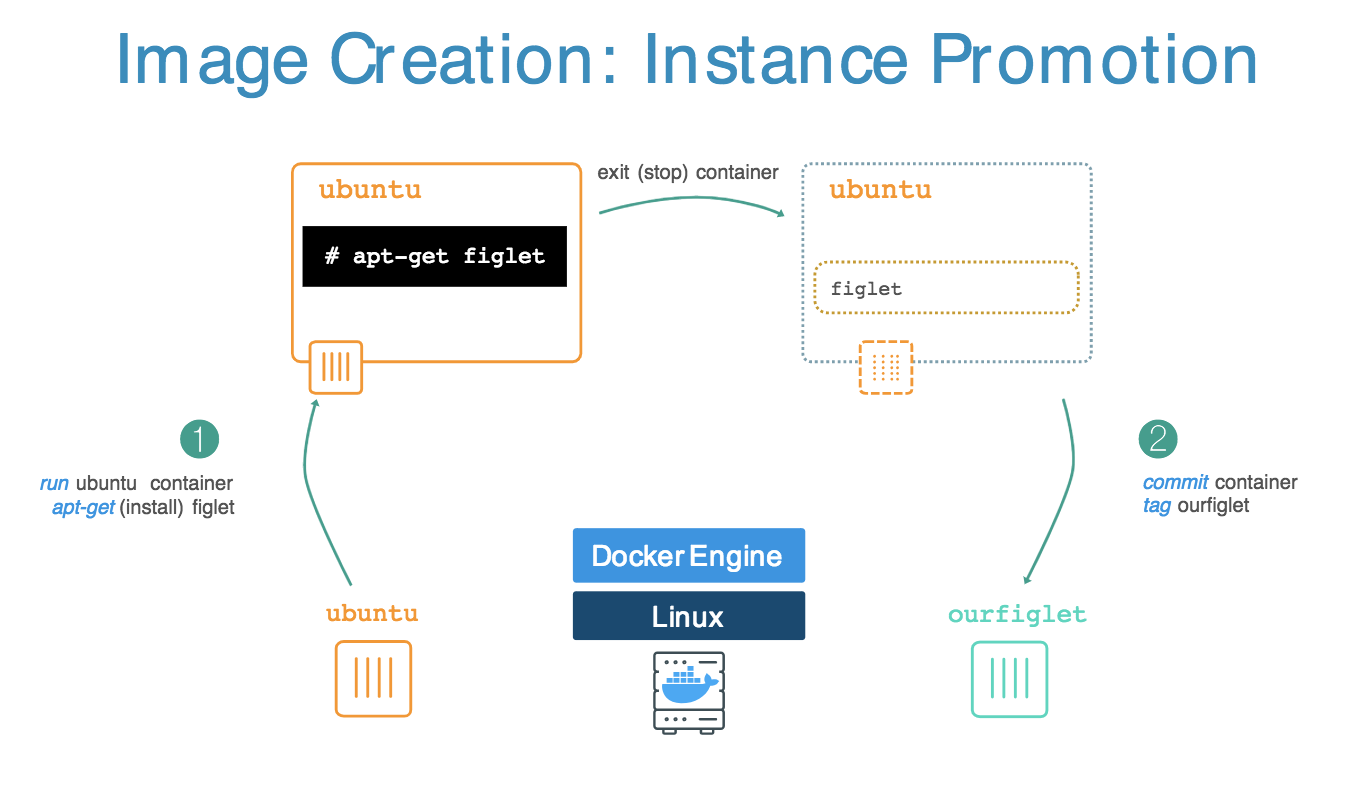 Image Creation: Instance Promotion
ubuntu
# apt-get figlet
exit (stop) container
ubuntu
figlet
1
run ubuntu container
apt-get (install) figlet
2
commit container
tag ourfiglet
Docker Engine
Linux
ubuntu
ourfiglet